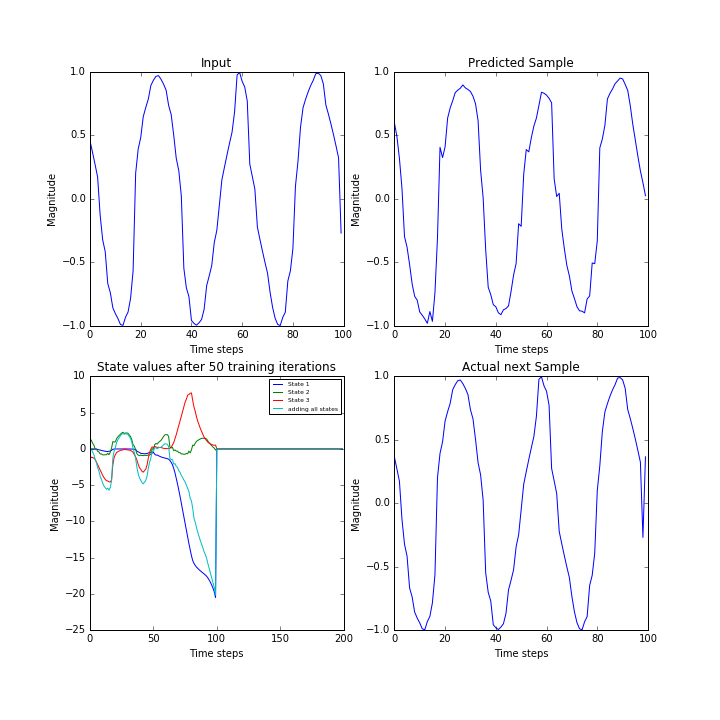 Input
Magnitude
1.0
0.5
0.0
−0.5
−1.0
0
20
40
60
80
100
Time steps
Predicted Sample
Magnitude
1.0
0.5
0.0
−0.5
−1.0
0
20
40
60
80
100
Time steps
State values after 50 training iterations
Magnitude
10
5
0
−5
−10
−15
−20
−25
0
50
100
150
200
Time steps
State 1
State 2
State 3
adding all states
Actual next Sample
Magnitude
1.0
0.5
0.0
−0.5
−1.0
0
20
40
60
80
100
Time steps